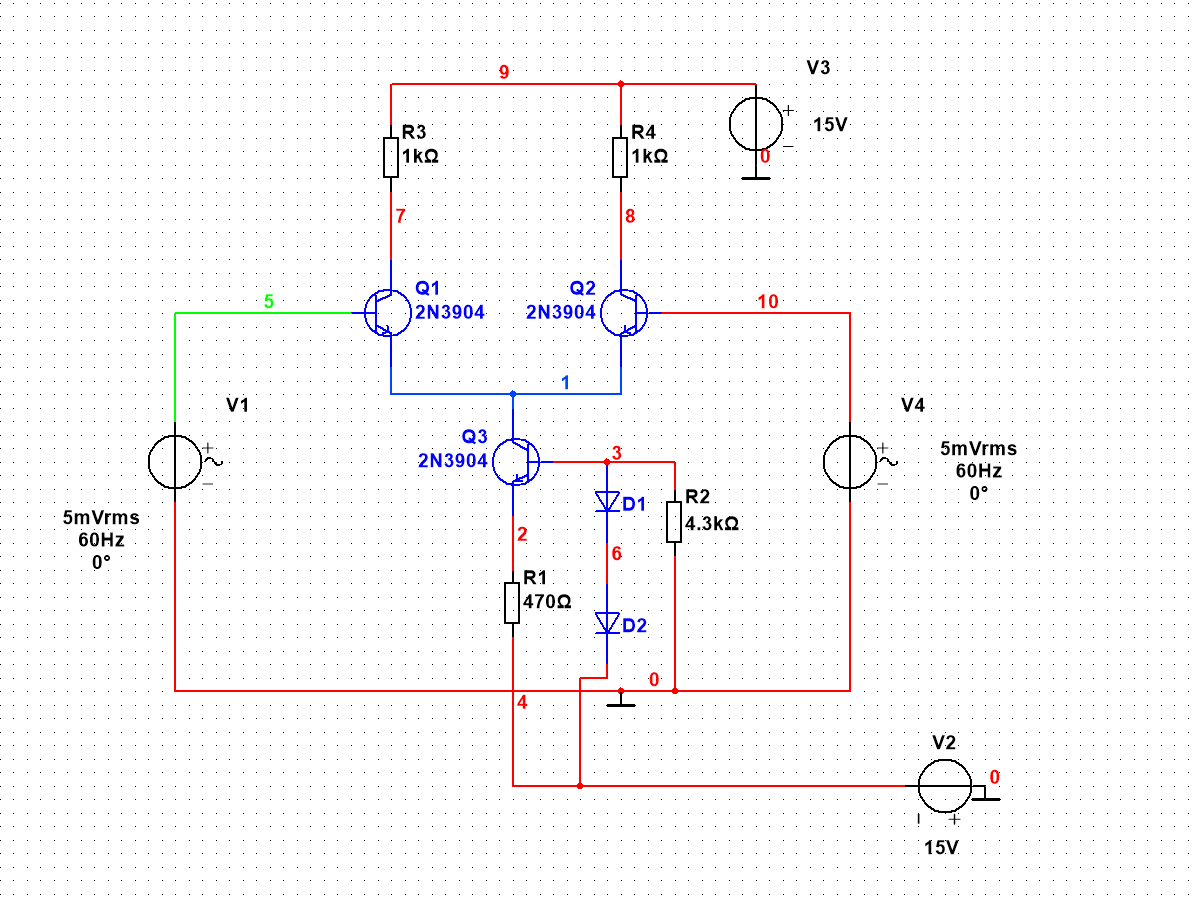 V3
9
15V
0
R3
1kΩ
R4
1kΩ
7
8
Q1
2N3904
Q2
2N3904
5
10
1
V1
5mVrms
60Hz
0°
V4
5mVrms
60Hz
0°
Q3
2N3904
3
D1
R2
4.3kΩ
2
6
R1
470Ω
D2
0
4
V2
0
15V